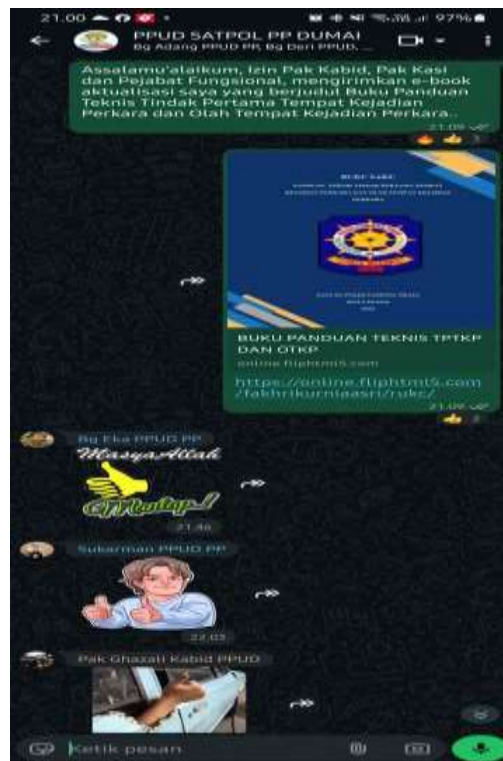 21.00
97%
PPUD SATPOL PP DUMAI
Bg Adang PPUD PP, Bg Deri PPUD, ...
Assalamu'alaikum, izin Pak Kabid, Pak Kasi
dan Pejabat Fungsional, mengirimkan e-book
aktualisasi saya yang berjudul Buku Panduan
Teknis Tindak Pertama Tempat Kejadian
Perkara dan Olah Tempat Kejadian Perkara..
21.09
3
BUKU SAKU
BUKU PANDUAN TEKNIS TPTKP
DAN OTKP
online.fliphtml5.com
https://online.fliphtml5.com
/fakhrikurniaasri/rukc/
21.09
Bg Eka PPUD PP
MasyaAllah
Mantap!
21.46
Sukarman PPUD PP
22.03
Pak Ghazali Kabid PPUD
Ketik pesan